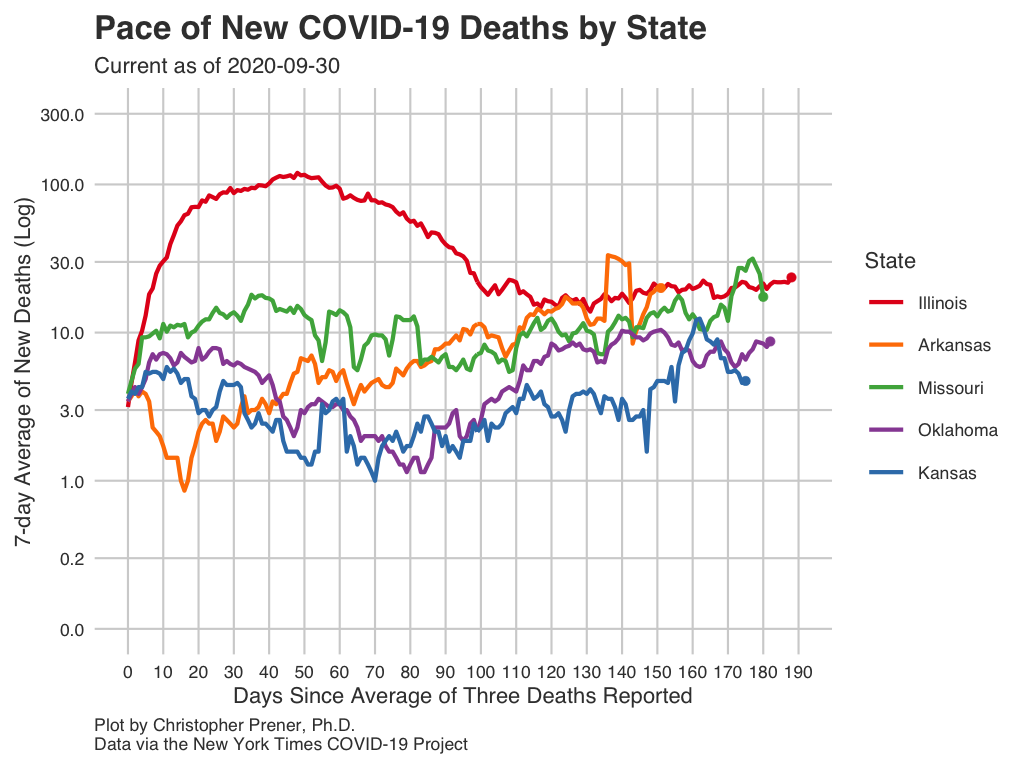 Pace of New COVID-19 Deaths by State
Current as of 2020-09-30
7-day Average of New Deaths (Log)
300.0
100.0
30.0
10.0
3.0
1.0
0.2
0.0
0 10 20 30 40 50 60 70 80 90 100 110 120 130 140 150 160 170 180 190
Days Since Average of Three Deaths Reported
State
Illinois
Arkansas
Missouri
Oklahoma
Kansas
Plot by Christopher Prener, Ph.D.
Data via the New York Times COVID-19 Project